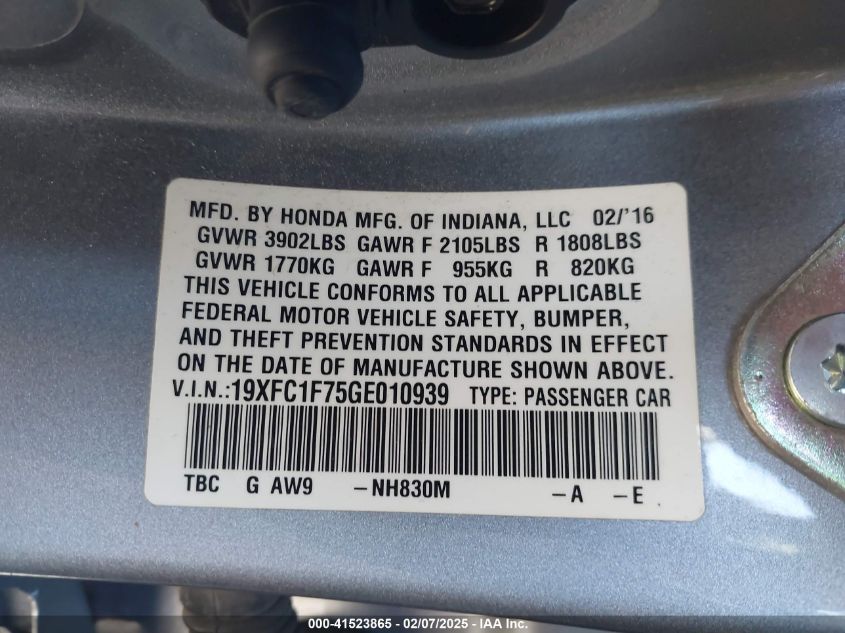 MFD. BY HONDA MFG. OF INDIANA, LLC 02/'16
GVWR 3902LBS GAWR F 2105LBS R 1808LBS
GVWR 1770KG GAWR F 955KG R 820KG
THIS VEHICLE CONFORMS TO ALL APPLICABLE
FEDERAL MOTOR VEHICLE SAFETY, BUMPER,
AND THEFT PREVENTION STANDARDS IN EFFECT
ON THE DATE OF MANUFACTURE SHOWN ABOVE.
V.I.N.:19XFC1F75GE010939 TYPE: PASSENGER CAR
TBC G AW9 -NH830M -A -E
000-41523865 - 02/07/2025 - IAA Inc.